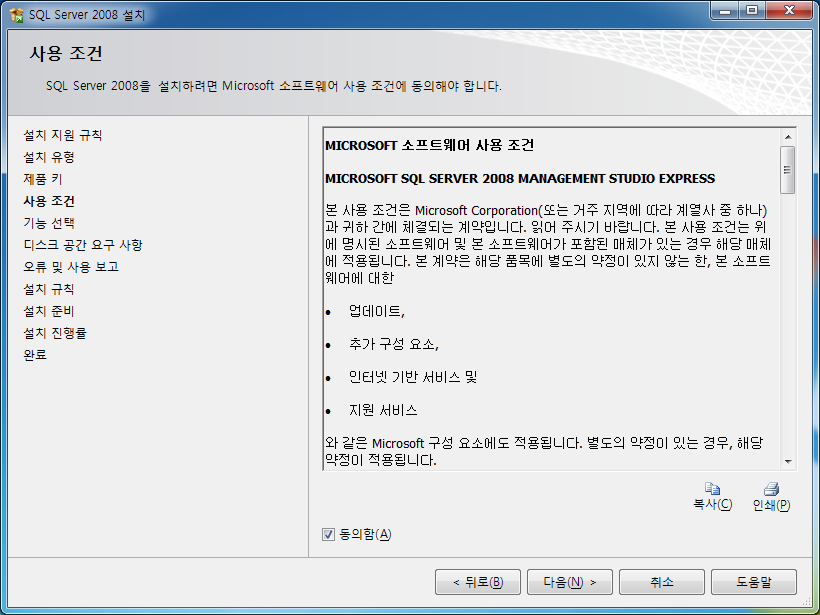 SQL Server 2008 설치
사용 조건
SQL Server 2008을  설치하려면 Microsoft 소프트웨어 사용 조건에 동의해야 합니다.
설치 지원 규칙
설치 유형
제품 키
사용 조건
기능 선택
디스크 공간 요구 사항
오류 및 사용 보고
설치 규칙
설치 준비
설치 진행률
완료
MICROSOFT 소프트웨어 사용 조건
MICROSOFT SQL SERVER 2008 MANAGEMENT STUDIO EXPRESS
본 사용 조건은 Microsoft Corporation(또는 거주 지역에 따라 계열사 중 하나)
과 귀하 간에 체결되는 계약입니다. 읽어 주시기 바랍니다. 본 사용 조건은 위
에 명시된 소프트웨어 및 본 소프트웨어가 포함된 매체가 있는 경우 해당 매체
에 적용됩니다. 본 계약은 해당 품목에 별도의 약정이 있지 않는 한, 본 소프트
웨어에 대한
• 업데이트,
• 추가 구성 요소,
• 인터넷 기반 서비스 및
• 지원 서비스
와 같은 Microsoft 구성 요소에도 적용됩니다. 별도의 약정이 있는 경우, 해당
약정이 적용됩니다.
복사(C)
인쇄(P)
동의함(A)
< 뒤로(B)
다음(N) >
취소
도움말